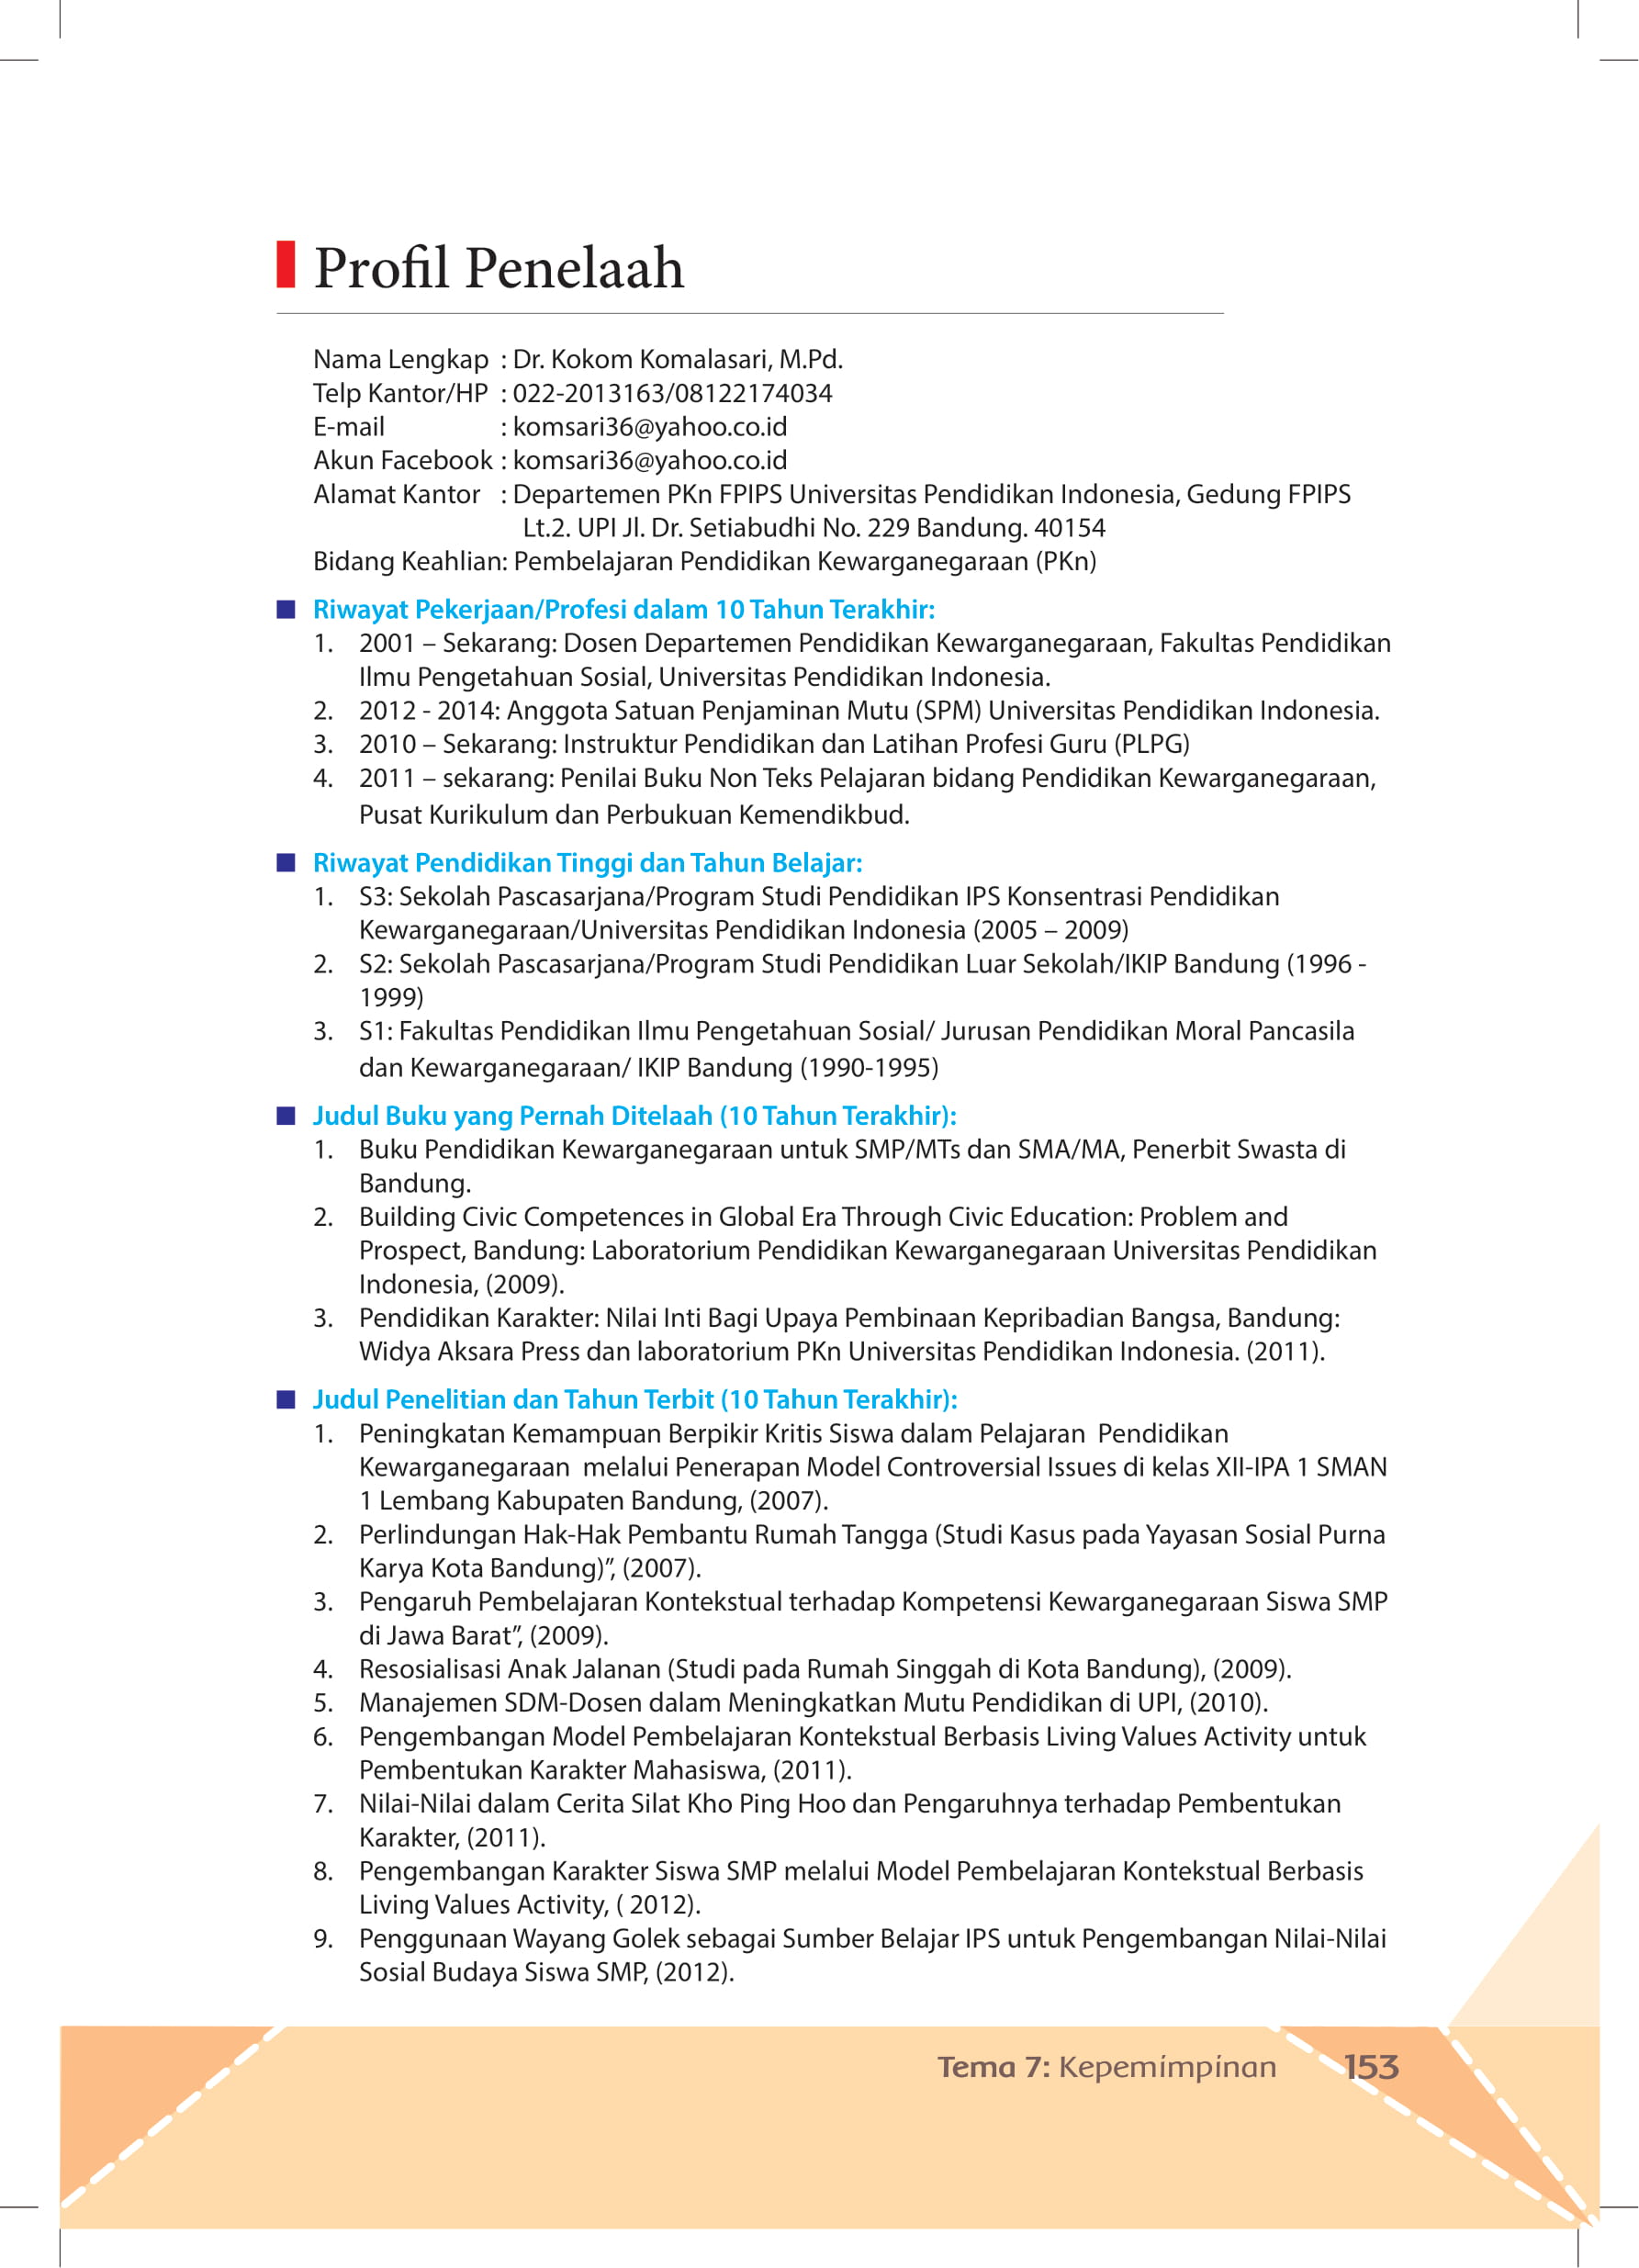 Profil Penelaah
Nama Lengkap : Dr. Kokom Komalasari, M.Pd.
Telp Kantor/HP : 022-2013163/08122174034
E-mail : komsari36@yahoo.co.id
Akun Facebook : komsari36@yahoo.co.id
Alamat Kantor : Departemen PKn FPIPS Universitas Pendidikan Indonesia, Gedung FPIPS
Lt.2. UPI Jl. Dr. Setiabudhi No. 229 Bandung. 40154
Bidang Keahlian: Pembelajaran Pendidikan Kewarganegaraan (PKn)
Riwayat Pekerjaan/Profesi dalam 10 Tahun Terakhir:
1. 2001 – Sekarang: Dosen Departemen Pendidikan Kewarganegaraan, Fakultas Pendidikan
Ilmu Pengetahuan Sosial, Universitas Pendidikan Indonesia.
2. 2012 - 2014: Anggota Satuan Penjaminan Mutu (SPM) Universitas Pendidikan Indonesia.
3. 2010 – Sekarang: Instruktur Pendidikan dan Latihan Profesi Guru (PLPG)
4. 2011 – sekarang: Penilai Buku Non Teks Pelajaran bidang Pendidikan Kewarganegaraan,
Pusat Kurikulum dan Perbukuan Kemendikbud.
Riwayat Pendidikan Tinggi dan Tahun Belajar:
1. S3: Sekolah Pascasarjana/Program Studi Pendidikan IPS Konsentrasi Pendidikan
Kewarganegaraan/Universitas Pendidikan Indonesia (2005 – 2009)
2. S2: Sekolah Pascasarjana/Program Studi Pendidikan Luar Sekolah/IKIP Bandung (1996 -
1999)
3. S1: Fakultas Pendidikan Ilmu Pengetahuan Sosial/ Jurusan Pendidikan Moral Pancasila
dan Kewarganegaraan/ IKIP Bandung (1990-1995)
Judul Buku yang Pernah Ditelaah (10 Tahun Terakhir):
1. Buku Pendidikan Kewarganegaraan untuk SMP/MTs dan SMA/MA, Penerbit Swasta di
Bandung.
2. Building Civic Competences in Global Era Through Civic Education: Problem and
Prospect, Bandung: Laboratorium Pendidikan Kewarganegaraan Universitas Pendidikan
Indonesia, (2009).
3. Pendidikan Karakter: Nilai Inti Bagi Upaya Pembinaan Kepribadian Bangsa, Bandung:
Widya Aksara Press dan laboratorium PKn Universitas Pendidikan Indonesia. (2011).
Judul Penelitian dan Tahun Terbit (10 Tahun Terakhir):
1. Peningkatan Kemampuan Berpikir Kritis Siswa dalam Pelajaran Pendidikan
Kewarganegaraan melalui Penerapan Model Controversial Issues di kelas XII-IPA 1 SMAN
1 Lembang Kabupaten Bandung, (2007).
2. Perlindungan Hak-Hak Pembantu Rumah Tangga (Studi Kasus pada Yayasan Sosial Purna
Karya Kota Bandung)”, (2007).
3. Pengaruh Pembelajaran Kontekstual terhadap Kompetensi Kewarganegaraan Siswa SMP
di Jawa Barat”, (2009).
4. Resosialisasi Anak Jalanan (Studi pada Rumah Singgah di Kota Bandung), (2009).
5. Manajemen SDM-Dosen dalam Meningkatkan Mutu Pendidikan di UPI, (2010).
6. Pengembangan Model Pembelajaran Kontekstual Berbasis Living Values Activity untuk
Pembentukan Karakter Mahasiswa, (2011).
7. Nilai-Nilai dalam Cerita Silat Kho Ping Hoo dan Pengaruhnya terhadap Pembentukan
Karakter, (2011).
8. Pengembangan Karakter Siswa SMP melalui Model Pembelajaran Kontekstual Berbasis
Living Values Activity, ( 2012).
9. Penggunaan Wayang Golek sebagai Sumber Belajar IPS untuk Pengembangan Nilai-Nilai
Sosial Budaya Siswa SMP, (2012).
Tema 7: Kepemimpinan 153